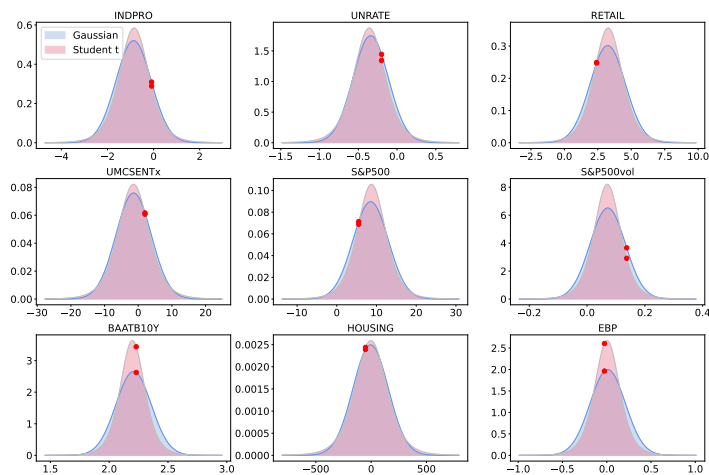 INDPRO
UNRATE
RETAIL
Gaussian
Student t
0.6
0.4
0.2
0.0
−4 −2 0 2
1.5
1.0
0.5
0.0
−1.5 −1.0 −0.5 0.0 0.5
0.3
0.2
0.1
0.0
−2.5 0.0 2.5 5.0 7.5 10.0
UMCSENTx
S&P500
S&P500vol
0.08
0.06
0.04
0.02
0.00
−30 −20 −10 0 10 20
0.10
0.08
0.06
0.04
0.02
0.00
−10 0 10 20 30
8
6
4
2
0
−0.2 0.0 0.2 0.4
BAATB10Y
HOUSING
EBP
3
2
1
0
1.5 2.0 2.5 3.0
0.0025
0.0020
0.0015
0.0010
0.0005
0.0000
−500 0 500
2.5
2.0
1.5
1.0
0.5
0.0
−1.0 −0.5 0.0 0.5 1.0